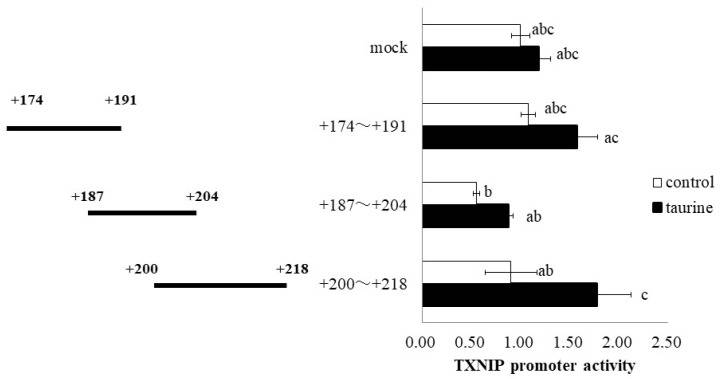 mock
abc
abc
+174
+191
+174～+191
abc
ac
+187
+204
+187～+204
b
ab
+200
+218
+200～+218
ab
c
control
taurine
0.00 0.50 1.00 1.50 2.00 2.50
TXNIP promoter activity